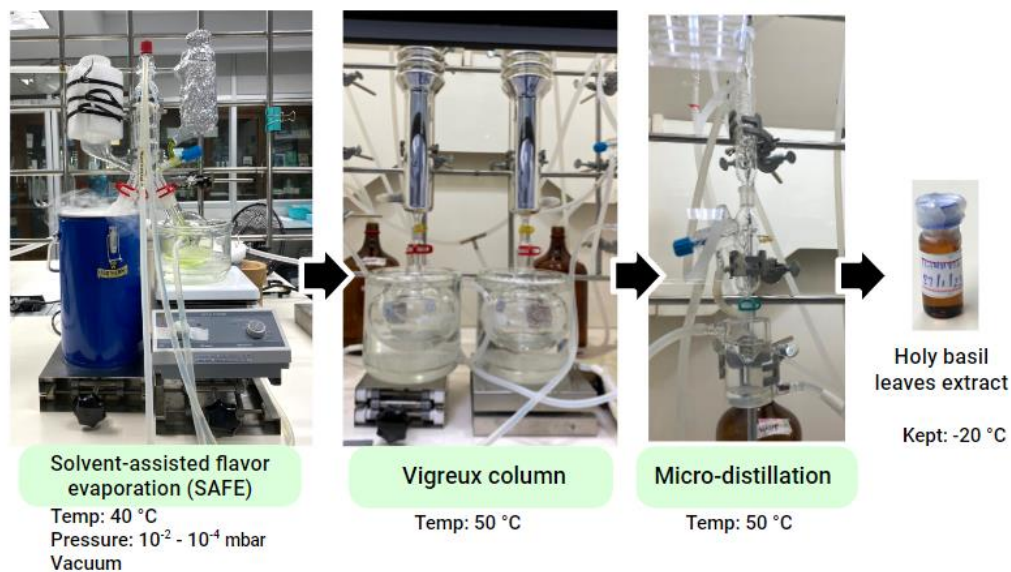 Solvent-assisted flavor
evaporation (SAFE)
Temp: 40 °C
Pressure: 10⁻² - 10⁻⁴ mbar
Vacuum
Vigreux column
Temp: 50 °C
Micro-distillation
Temp: 50 °C
Holy basil
leaves extract
Kept: -20 °C